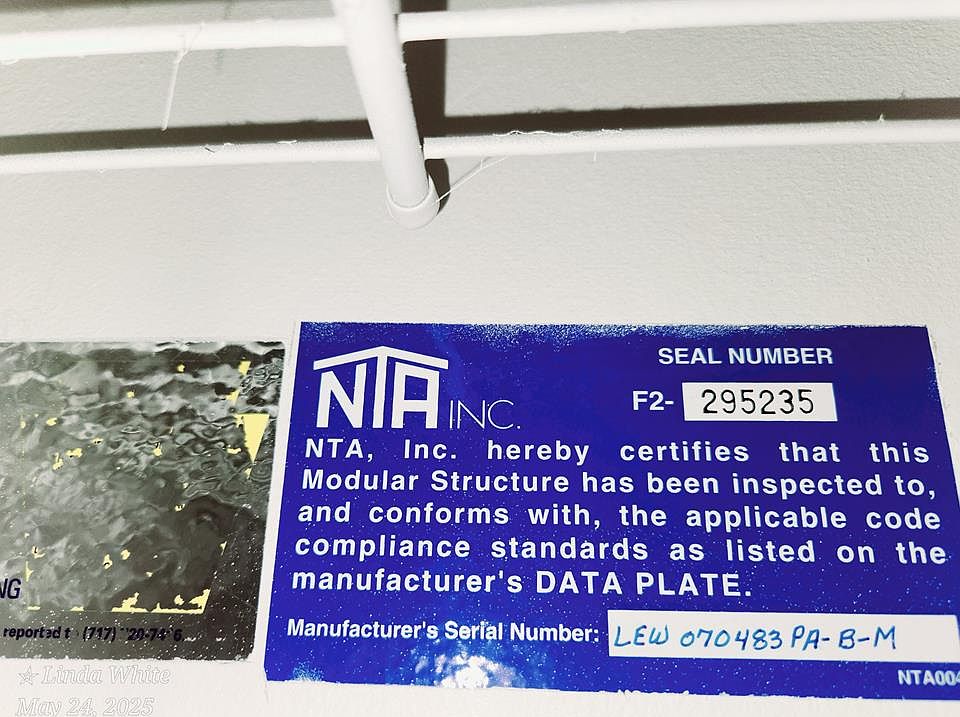 NTA INC.
SEAL NUMBER
F2- 295235
NTA, Inc. hereby certifies that this
Modular Structure has been inspected to,
and conforms with, the applicable code
compliance standards as listed on the
manufacturer's DATA PLATE.
Manufacturer's Serial Number: LEW 070483 PA-B-M
NTA004
NG
reported t (717)
☆ Linda White
May 24, 2025